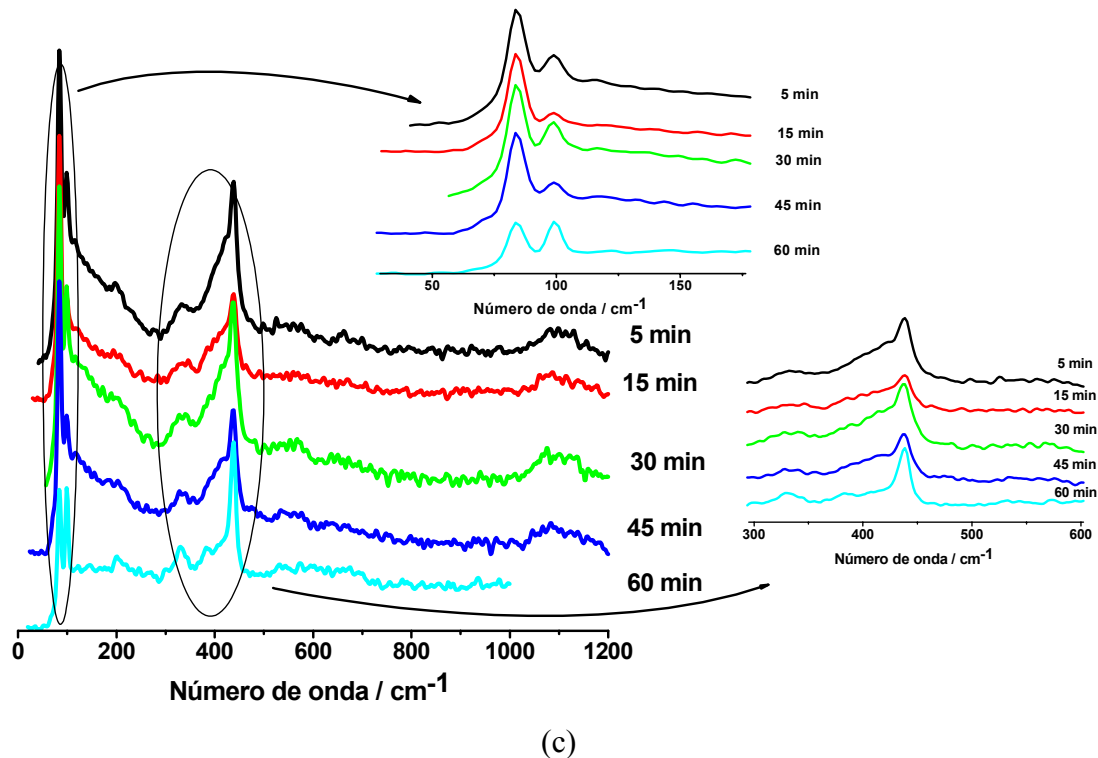 5 min
15 min
30 min
45 min
60 min
50 100 150
Número de onda / cm-1
5 min
15 min
30 min
45 min
60 min
0 200 400 600 800 1000 1200
Número de onda / cm-1
5 min
15 min
30 min
45 min
60 min
300 400 500 600
Número de onda / cm-1
(c)